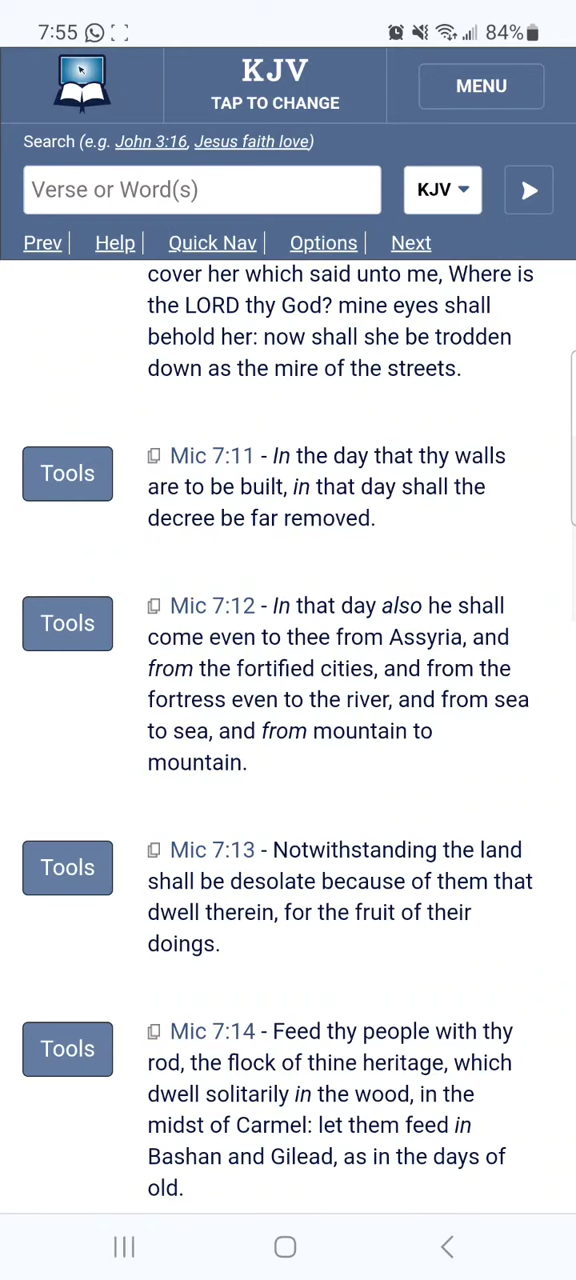 7:55
84%
KJV
TAP TO CHANGE
MENU
Search (e.g. John 3:16, Jesus faith love)
Verse or Word(s)
KJV
Prev| Help| Quick Nav| Options| Next
cover her which said unto me, Where is
the LORD thy God? mine eyes shall
behold her: now shall she be trodden
down as the mire of the streets.
Tools
Mic 7:11 - In the day that thy walls
are to be built, in that day shall the
decree be far removed.
Tools
Mic 7:12 - In that day also he shall
come even to thee from Assyria, and
from the fortified cities, and from the
fortress even to the river, and from sea
to sea, and from mountain to
mountain.
Tools
Mic 7:13 - Notwithstanding the land
shall be desolate because of them that
dwell therein, for the fruit of their
doings.
Tools
Mic 7:14 - Feed thy people with thy
rod, the flock of thine heritage, which
dwell solitarily in the wood, in the
midst of Carmel: let them feed in
Bashan and Gilead, as in the days of
old.